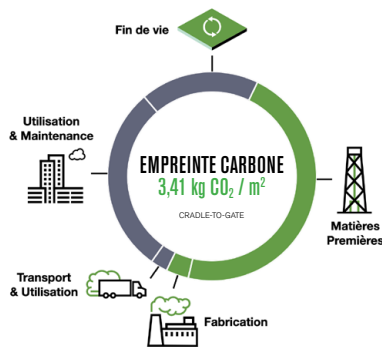 Fin de vie
Utilisation
& Maintenance
EMPREINTE CARBONE
3,41 kg CO₂ / m²
CRADLE-TO-GATE
Matières
Premières
Transport
& Utilisation
Fabrication